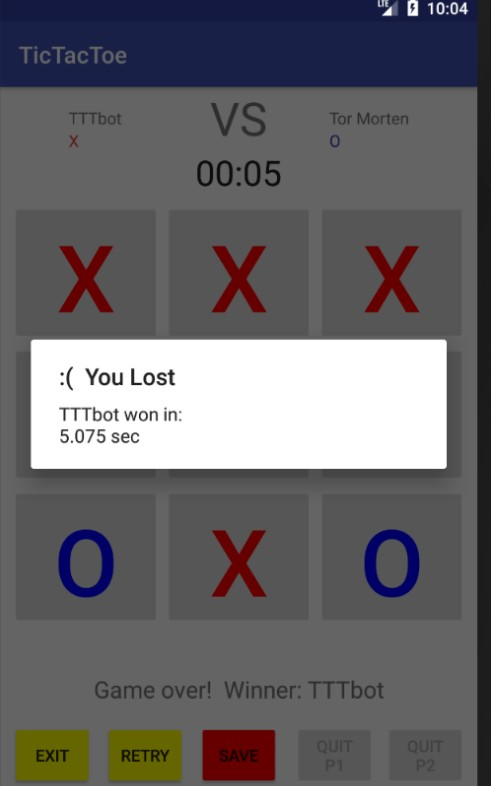 LTE 10:04
TicTacToe
TTTbot VS Tor Morten
X O
00:05
X X X
:( You Lost
TTTbot won in:
5.075 sec
O X O
Game over! Winner: TTTbot
EXIT RETRY SAVE QUIT P1 QUIT P2